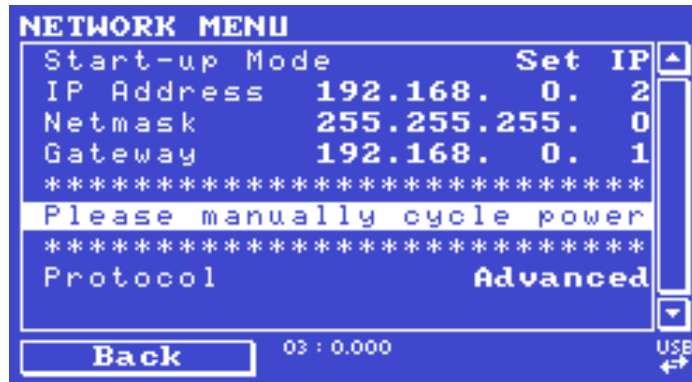 NETWORK MENU
Start-up Mode Set IP
IP Address 192.168. 0. 2
Netmask 255.255.255. 0
Gateway 192.168. 0. 1
***************************
Please manually cycle power
***************************
Protocol Advanced
Back 03 : 0.000 USB